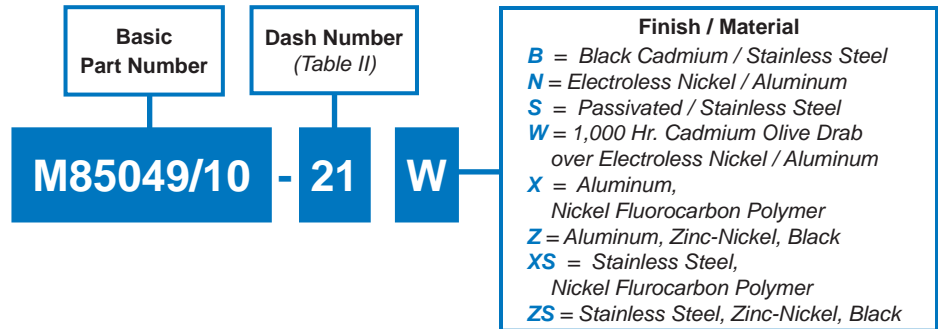 Basic
Part Number
Dash Number
(Table II)
M85049/10 - 21 W
Finish / Material
B = Black Cadmium / Stainless Steel
N = Electroless Nickel / Aluminum
S = Passivated / Stainless Steel
W = 1,000 Hr. Cadmium Olive Drab
over Electroless Nickel / Aluminum
X = Aluminum,
Nickel Fluorocarbon Polymer
Z = Aluminum, Zinc-Nickel, Black
XS = Stainless Steel,
Nickel Flurocarbon Polymer
ZS = Stainless Steel, Zinc-Nickel, Black